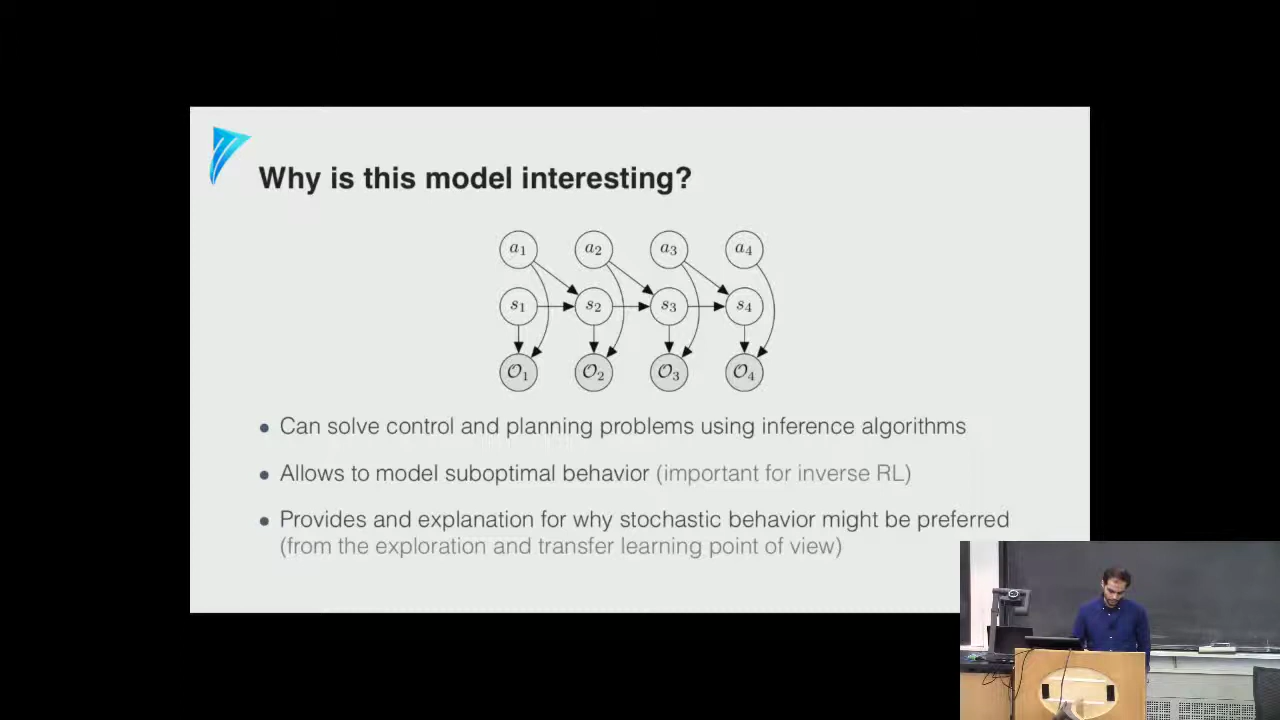 Why is this model interesting?
a₁ a₂ a₃ a₄
s₁ s₂ s₃ s₄
𝒪₁ 𝒪₂ 𝒪₃ 𝒪₄
• Can solve control and planning problems using inference algorithms
• Allows to model suboptimal behavior (important for inverse RL)
• Provides and explanation for why stochastic behavior might be preferred
(from the exploration and transfer learning point of view)